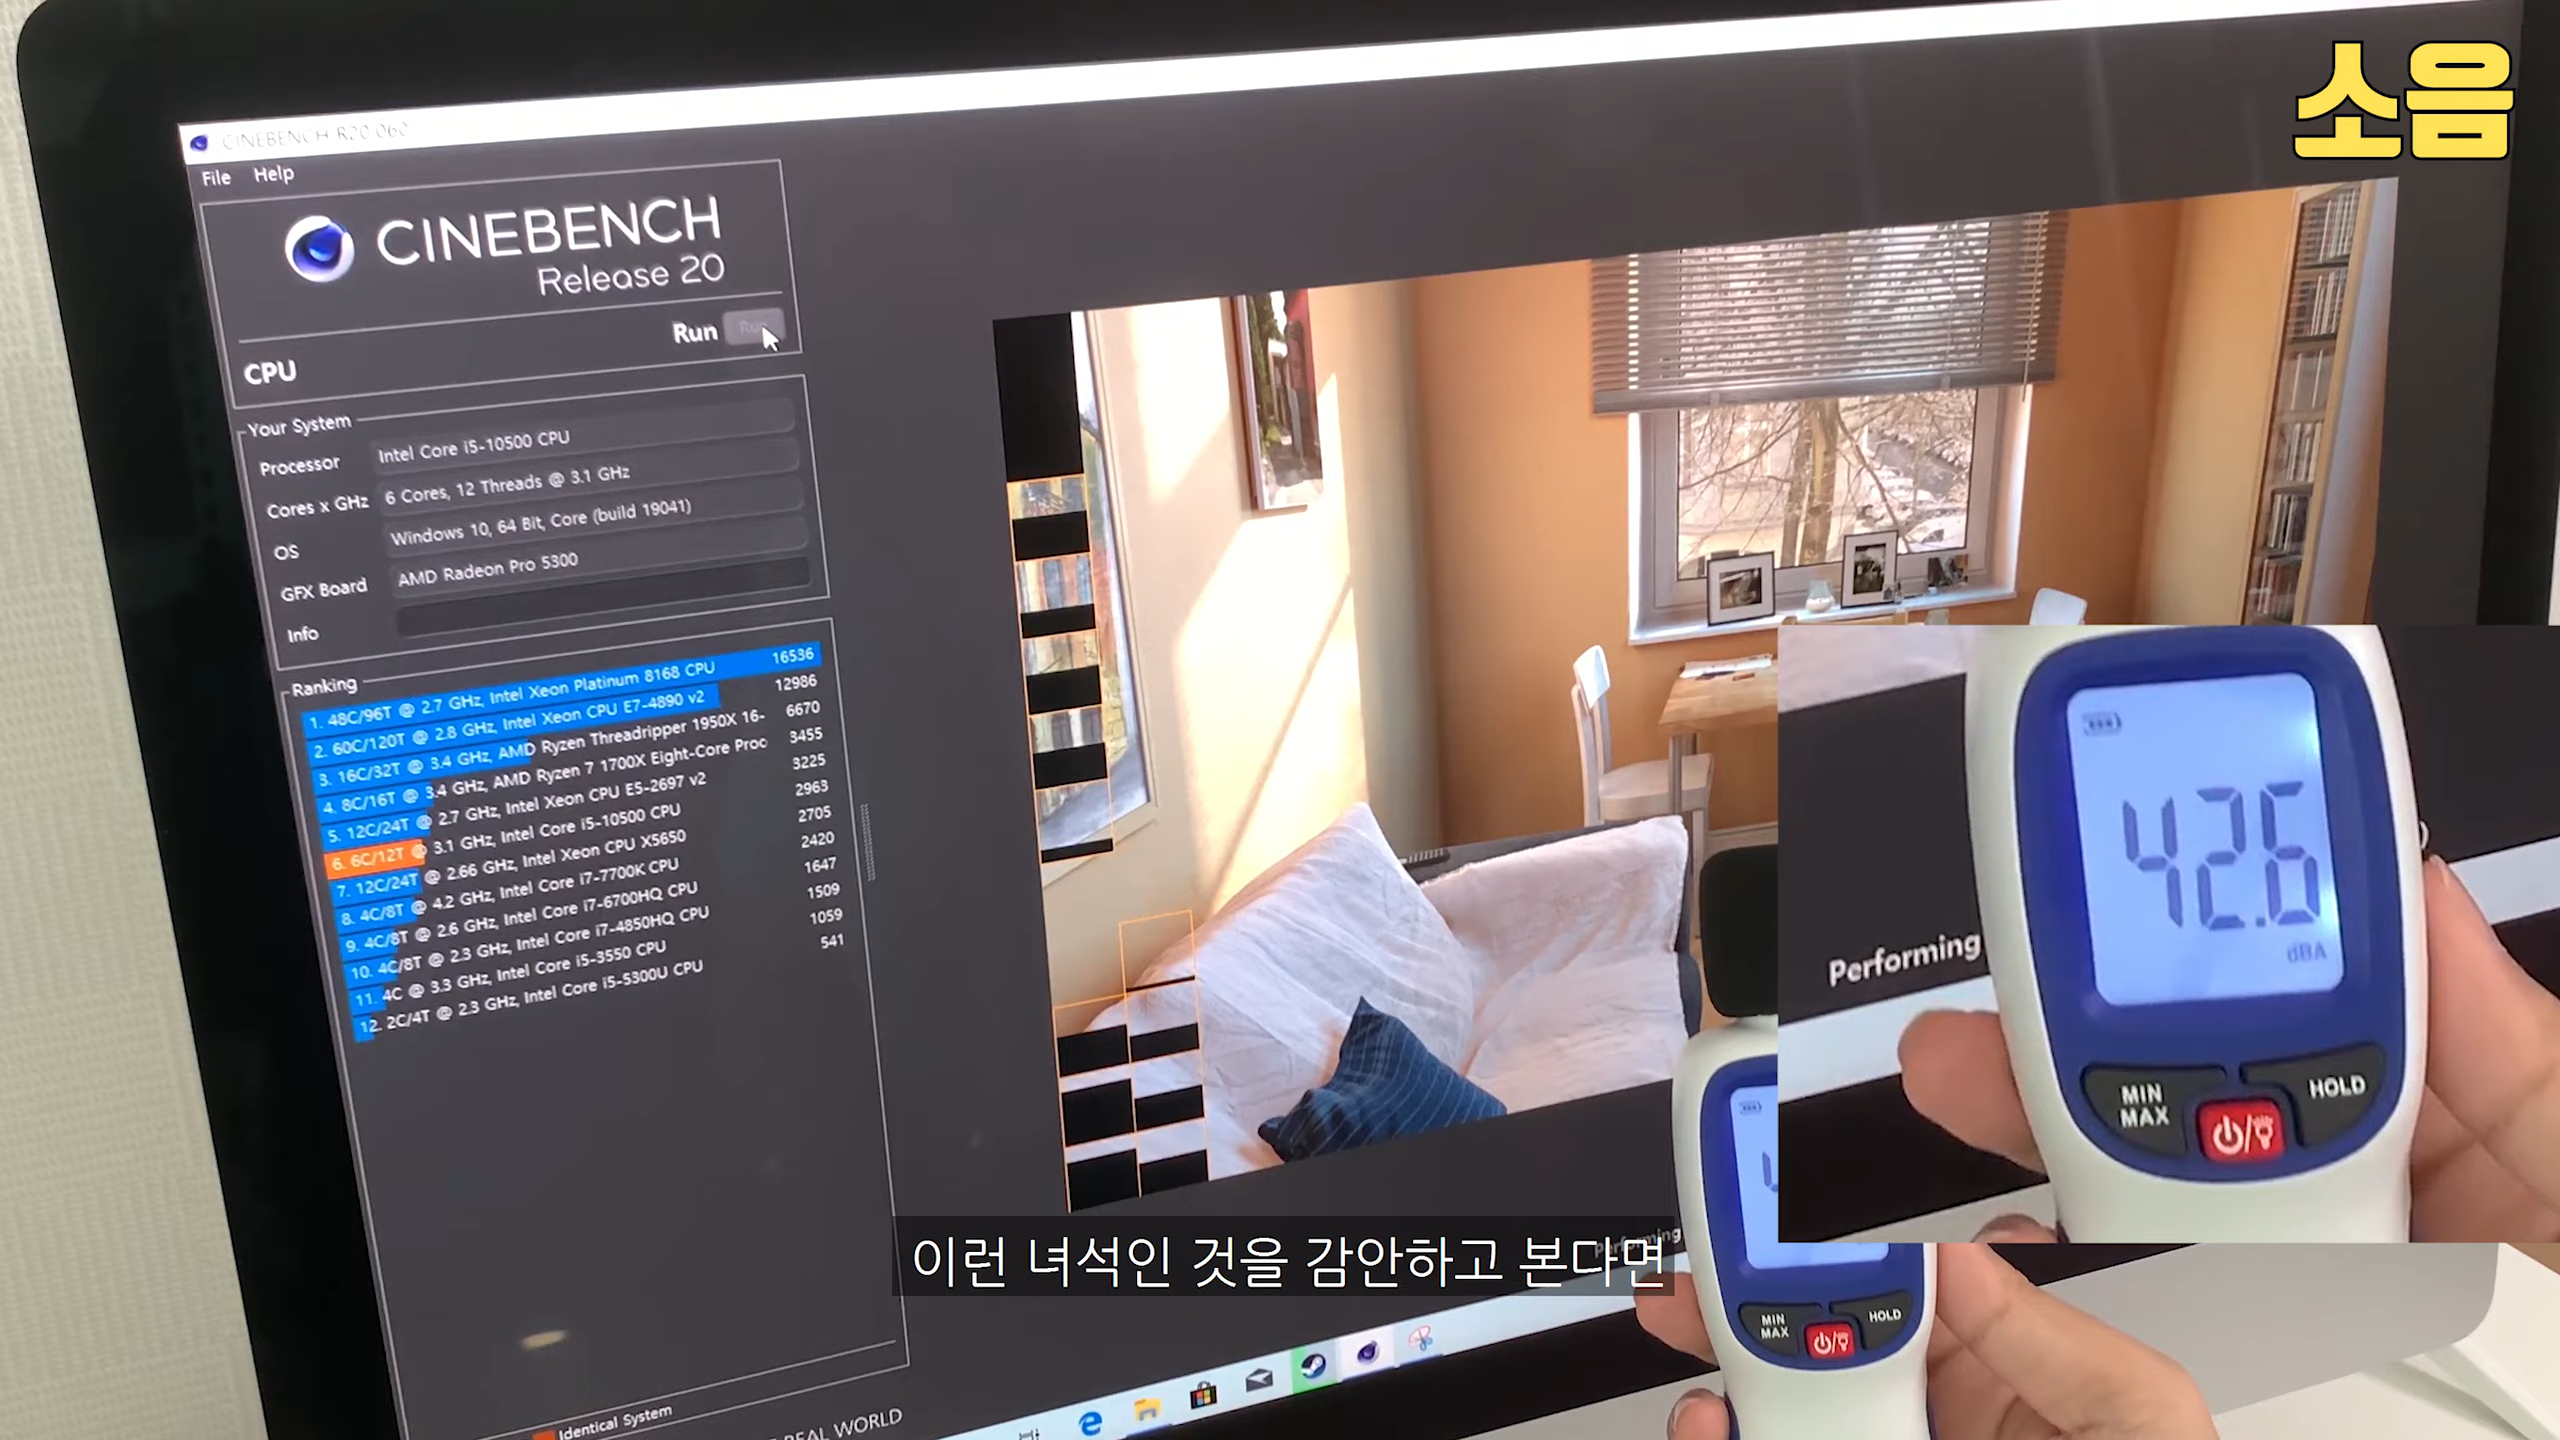 소음
CINEBENCH R20.060
File Help
CINEBENCH
Release 20
Run
CPU
Your System
Processor Intel Core i5-10500 CPU
Cores x GHz 6 Cores, 12 Threads @ 3.1 GHz
OS Windows 10, 64 Bit, Core (build 19041)
GFX Board AMD Radeon Pro 5300
Info
Ranking
1. 48C/96T @ 2.7 GHz, Intel Xeon Platinum 8168 CPU 16536
2. 60C/120T @ 2.8 GHz, Intel Xeon CPU E7-4890 v2 12986
3. 16C/32T @ 3.4 GHz, AMD Ryzen Threadripper 1950X 16- 6670
4. 8C/16T @ 3.4 GHz, AMD Ryzen 7 1700X Eight-Core Proc 3455
5. 12C/24T @ 2.7 GHz, Intel Xeon CPU E5-2697 v2 3225
6. 6C/12T @ 3.1 GHz, Intel Core i5-10500 CPU 2963
7. 12C/24T @ 2.66 GHz, Intel Xeon CPU X5650 2705
8. 4C/8T @ 4.2 GHz, Intel Core i7-7700K CPU 2420
9. 4C/8T @ 2.6 GHz, Intel Core i7-6700HQ CPU 1647
10. 4C/8T @ 2.3 GHz, Intel Core i7-4850HQ CPU 1509
11. 4C @ 3.3 GHz, Intel Core i5-3550 CPU 1059
12. 2C/4T @ 2.3 GHz, Intel Core i5-5300U CPU 541
Identical System
REAL WORLD
Performing
42.6
dBA
MIN
MAX
HOLD
Performing
이런 녀석인 것을 감안하고 본다면
MIN
MAX
HOLD